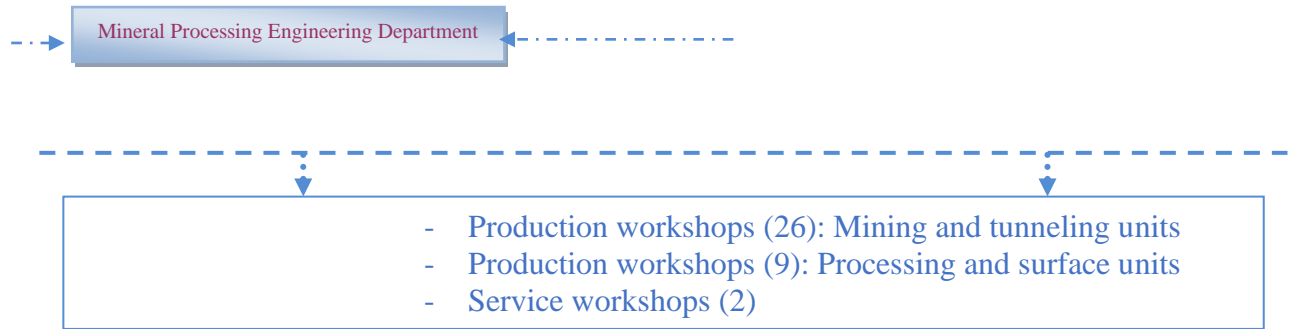 Mineral Processing Engineering Department
- Production workshops (26): Mining and tunneling units
- Production workshops (9): Processing and surface units
- Service workshops (2)